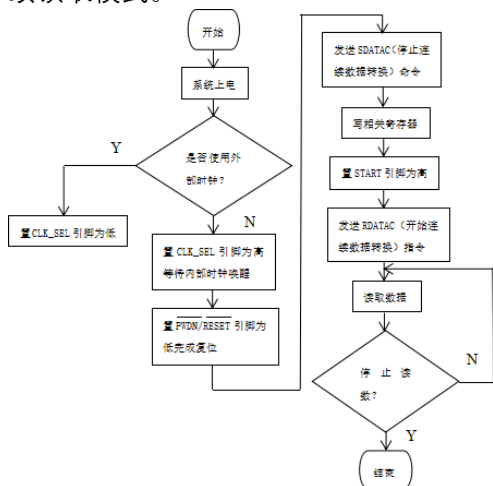 开始
系统上电
是否使用外
部时钟?
Y
N
置CLK_SEL 引脚为低
置 CLK_SEL 引脚为高
等待内部时钟唤醒
置 PWDN/RESET 引脚为
低完成复位
发送 SDATAC(停止连
续数据转换) 命令
写相关寄存器
置 START 引脚为高
发送 RDATAC (开始连
续数据转换) 指令
读取数据
停 止 读
数?
N
Y
结束